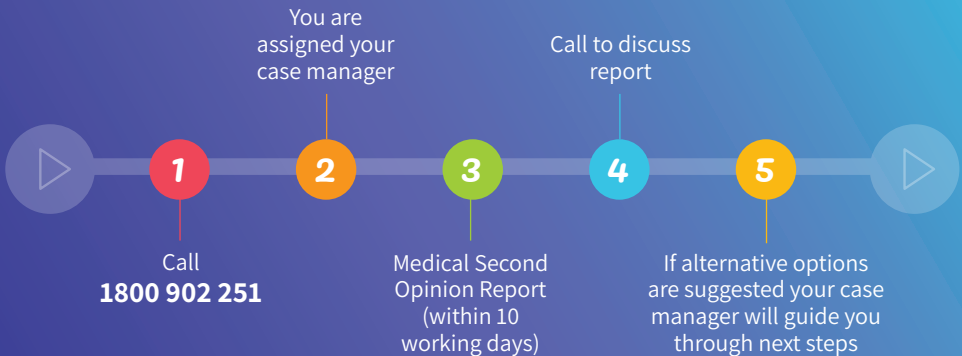 1
Call
1800 902 251
2
You are
assigned your
case manager
3
Medical Second
Opinion Report
(within 10
working days)
4
Call to discuss
report
5
If alternative options
are suggested your case
manager will guide you
through next steps